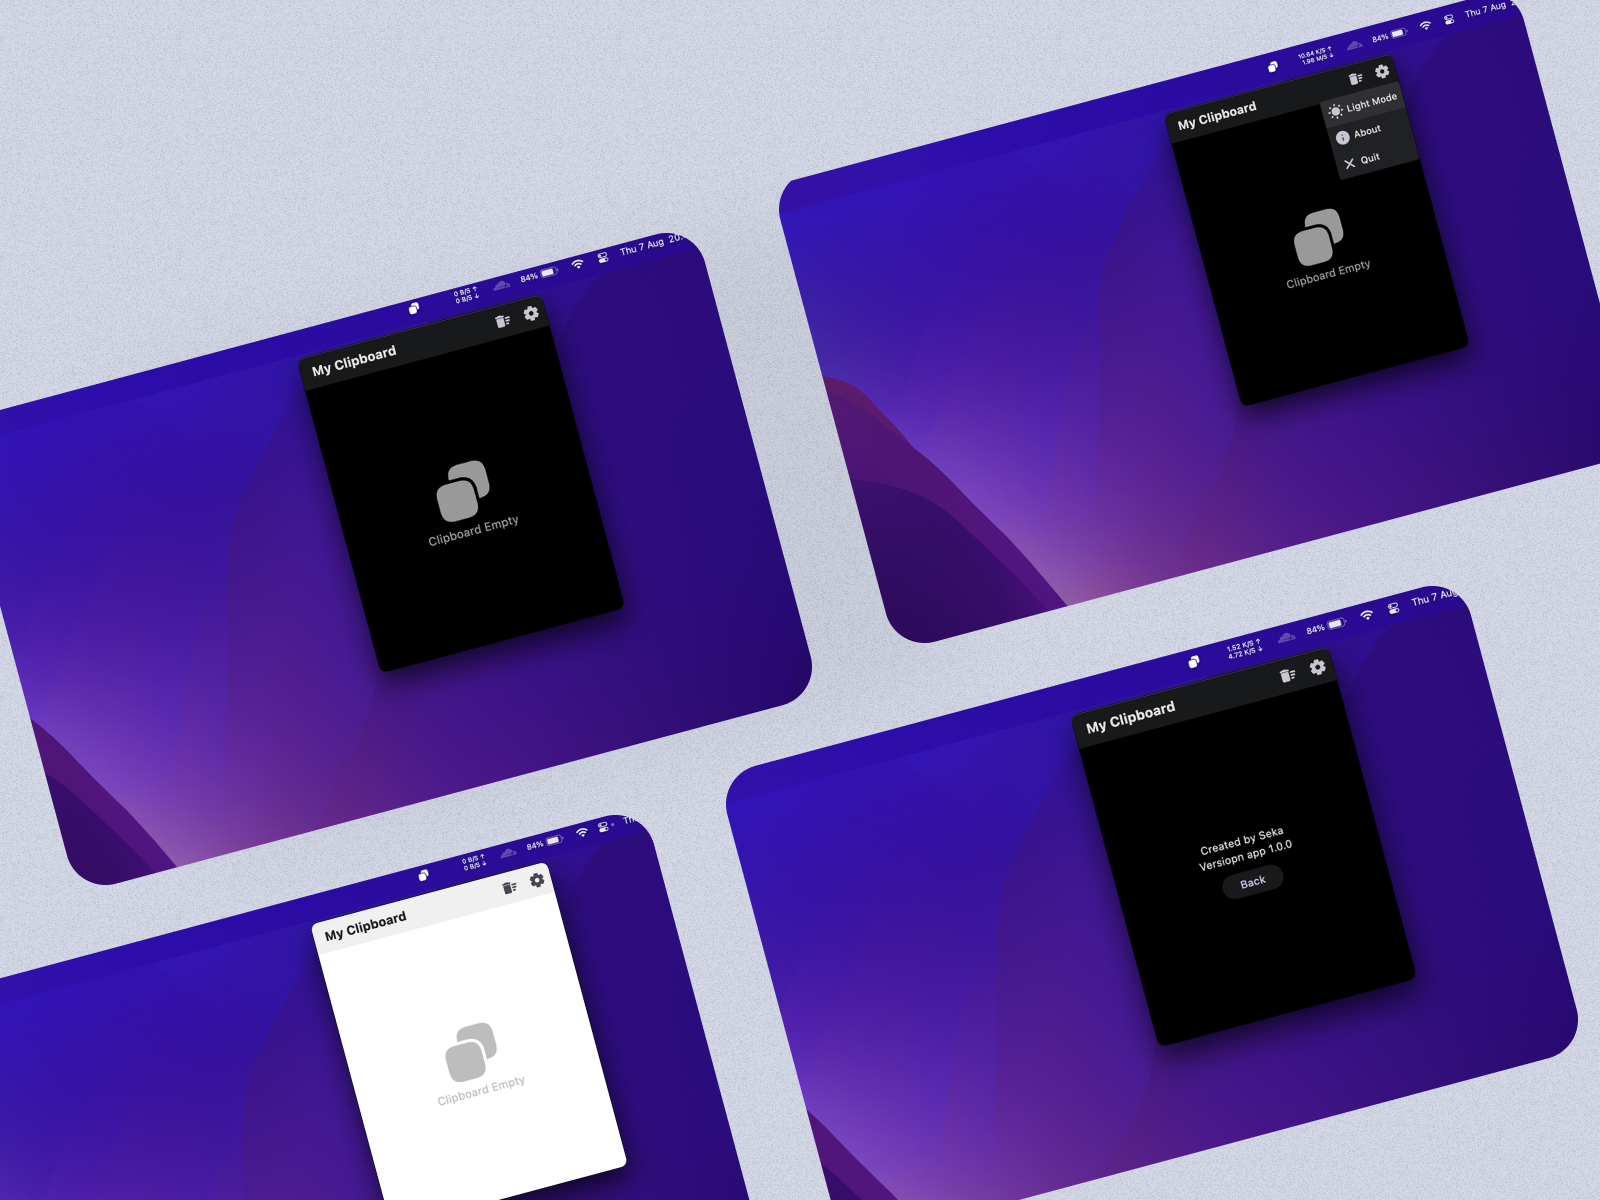 10.64 K/S ↑
1.98 M/S ↓
84%
Thu 7 Aug
My Clipboard
Light Mode
About
Quit
Clipboard Empty
0 B/S ↑
0 B/S ↓
84%
Thu 7 Aug 20
My Clipboard
Clipboard Empty
1.52 K/S ↑
4.72 K/S ↓
84%
Thu 7 Aug
My Clipboard
Created by Seka
Versiopn app 1.0.0
Back
0 B/S ↑
0 B/S ↓
84%
Th
My Clipboard
Clipboard Empty